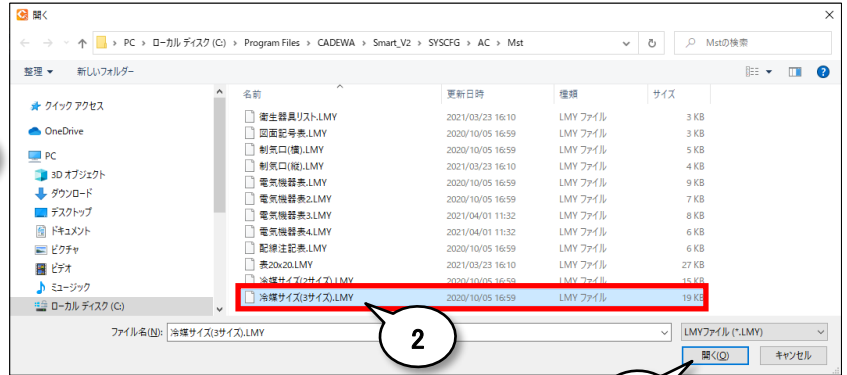 開く
PC › ローカル ディスク (C:) › Program Files › CADEWA › Smart_V2 › SYSCFG › AC › Mst
Mstの検索
整理 新しいフォルダー
名前 更新日時 種類 サイズ
クイック アクセス
OneDrive
PC
3D オブジェクト
ダウンロード
デスクトップ
ドキュメント
ピクチャ
ビデオ
ミュージック
ローカル ディスク (C:)
衛生器具リスト.LMY 2021/03/23 16:10 LMY ファイル 3 KB
図面記号表.LMY 2020/10/05 16:59 LMY ファイル 3 KB
制気口(横).LMY 2020/10/05 16:59 LMY ファイル 5 KB
制気口(縦).LMY 2021/03/23 16:10 LMY ファイル 4 KB
電気機器表.LMY 2020/10/05 16:59 LMY ファイル 9 KB
電気機器表2.LMY 2020/10/05 16:59 LMY ファイル 7 KB
電気機器表3.LMY 2021/04/01 11:32 LMY ファイル 8 KB
電気機器表4.LMY 2021/04/01 11:32 LMY ファイル 6 KB
配線注記表.LMY 2020/10/05 16:59 LMY ファイル 6 KB
表20x20.LMY 2021/03/23 16:10 LMY ファイル 27 KB
冷媒サイズ(2サイズ).LMY 2020/10/05 16:59 LMY ファイル 15 KB
冷媒サイズ(3サイズ).LMY 2020/10/05 16:59 LMY ファイル 19 KB
2
ファイル名(N): 冷媒サイズ(3サイズ).LMY LMYファイル (*.LMY)
開く(O) キャンセル